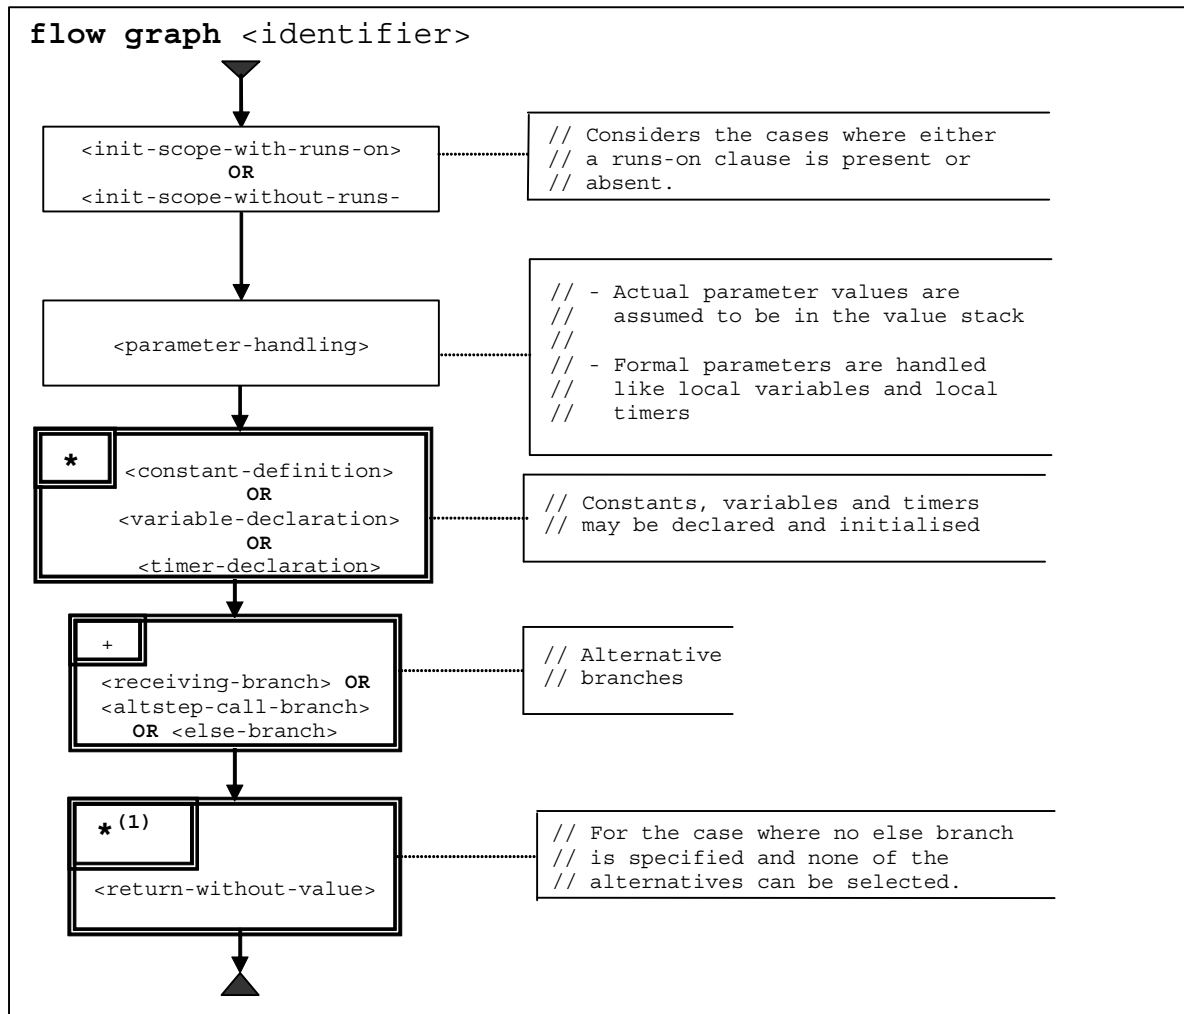 flow graph <identifier>
<init-scope-with-runs-on>
OR
<init-scope-without-runs-
// Considers the cases where either
// a runs-on clause is present or
// absent.
<parameter-handling>
// - Actual parameter values are
//   assumed to be in the value stack
//
// - Formal parameters are handled
//   like local variables and local
//   timers
*
<constant-definition>
OR
<variable-declaration>
OR
<timer-declaration>
// Constants, variables and timers
// may be declared and initialised
+
<receiving-branch> OR
<altstep-call-branch>
OR <else-branch>
// Alternative
// branches
*(1)
<return-without-value>
// For the case where no else branch
// is specified and none of the
// alternatives can be selected.